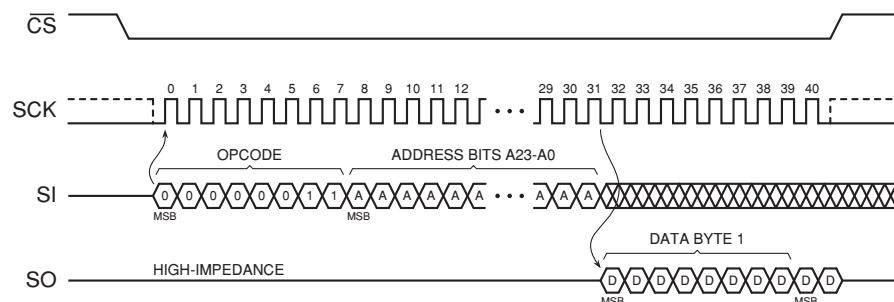 CS
0 1 2 3 4 5 6 7 8 9 10 11 12 29 30 31 32 33 34 35 36 37 38 39 40
SCK
OPCODE ADDRESS BITS A23-A0
SI 0 0 0 0 0 0 1 1 A A A A A A A A A
MSB MSB
DATA BYTE 1
SO HIGH-IMPEDANCE D D D D D D D D D D
MSB MSB